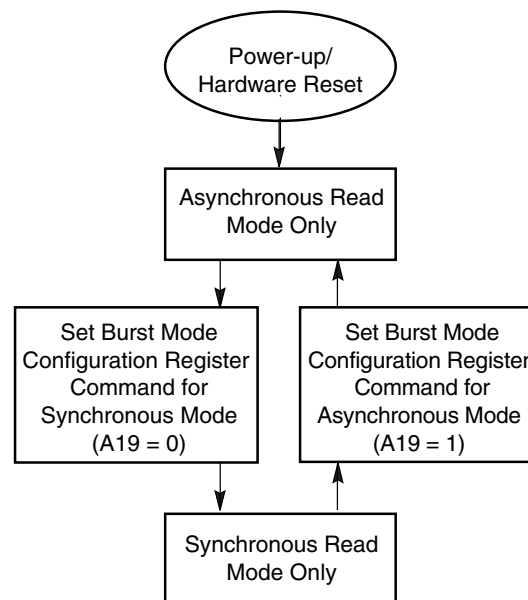 Power-up/
Hardware Reset
Asynchronous Read
Mode Only
Set Burst Mode
Configuration Register
Command for
Synchronous Mode
(A19 = 0)
Set Burst Mode
Configuration Register
Command for
Asynchronous Mode
(A19 = 1)
Synchronous Read
Mode Only